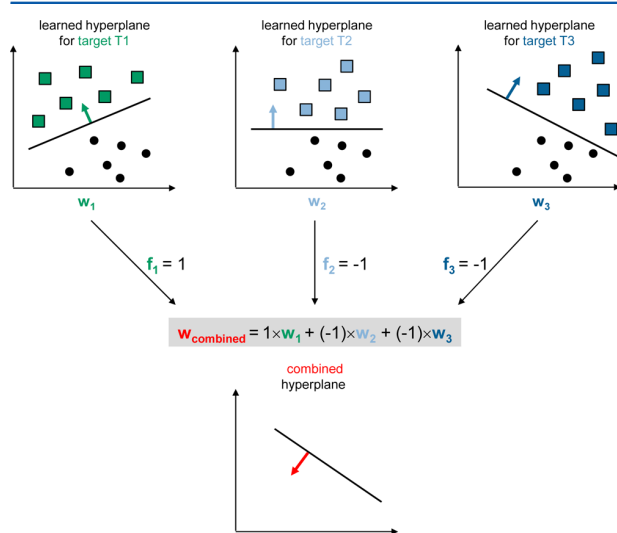 learned hyperplane
for target T1
learned hyperplane
for target T2
learned hyperplane
for target T3
w1
w2
w3
f1 = 1
f2 = -1
f3 = -1
wcombined = 1×w1 + (-1)×w2 + (-1)×w3
combined
hyperplane